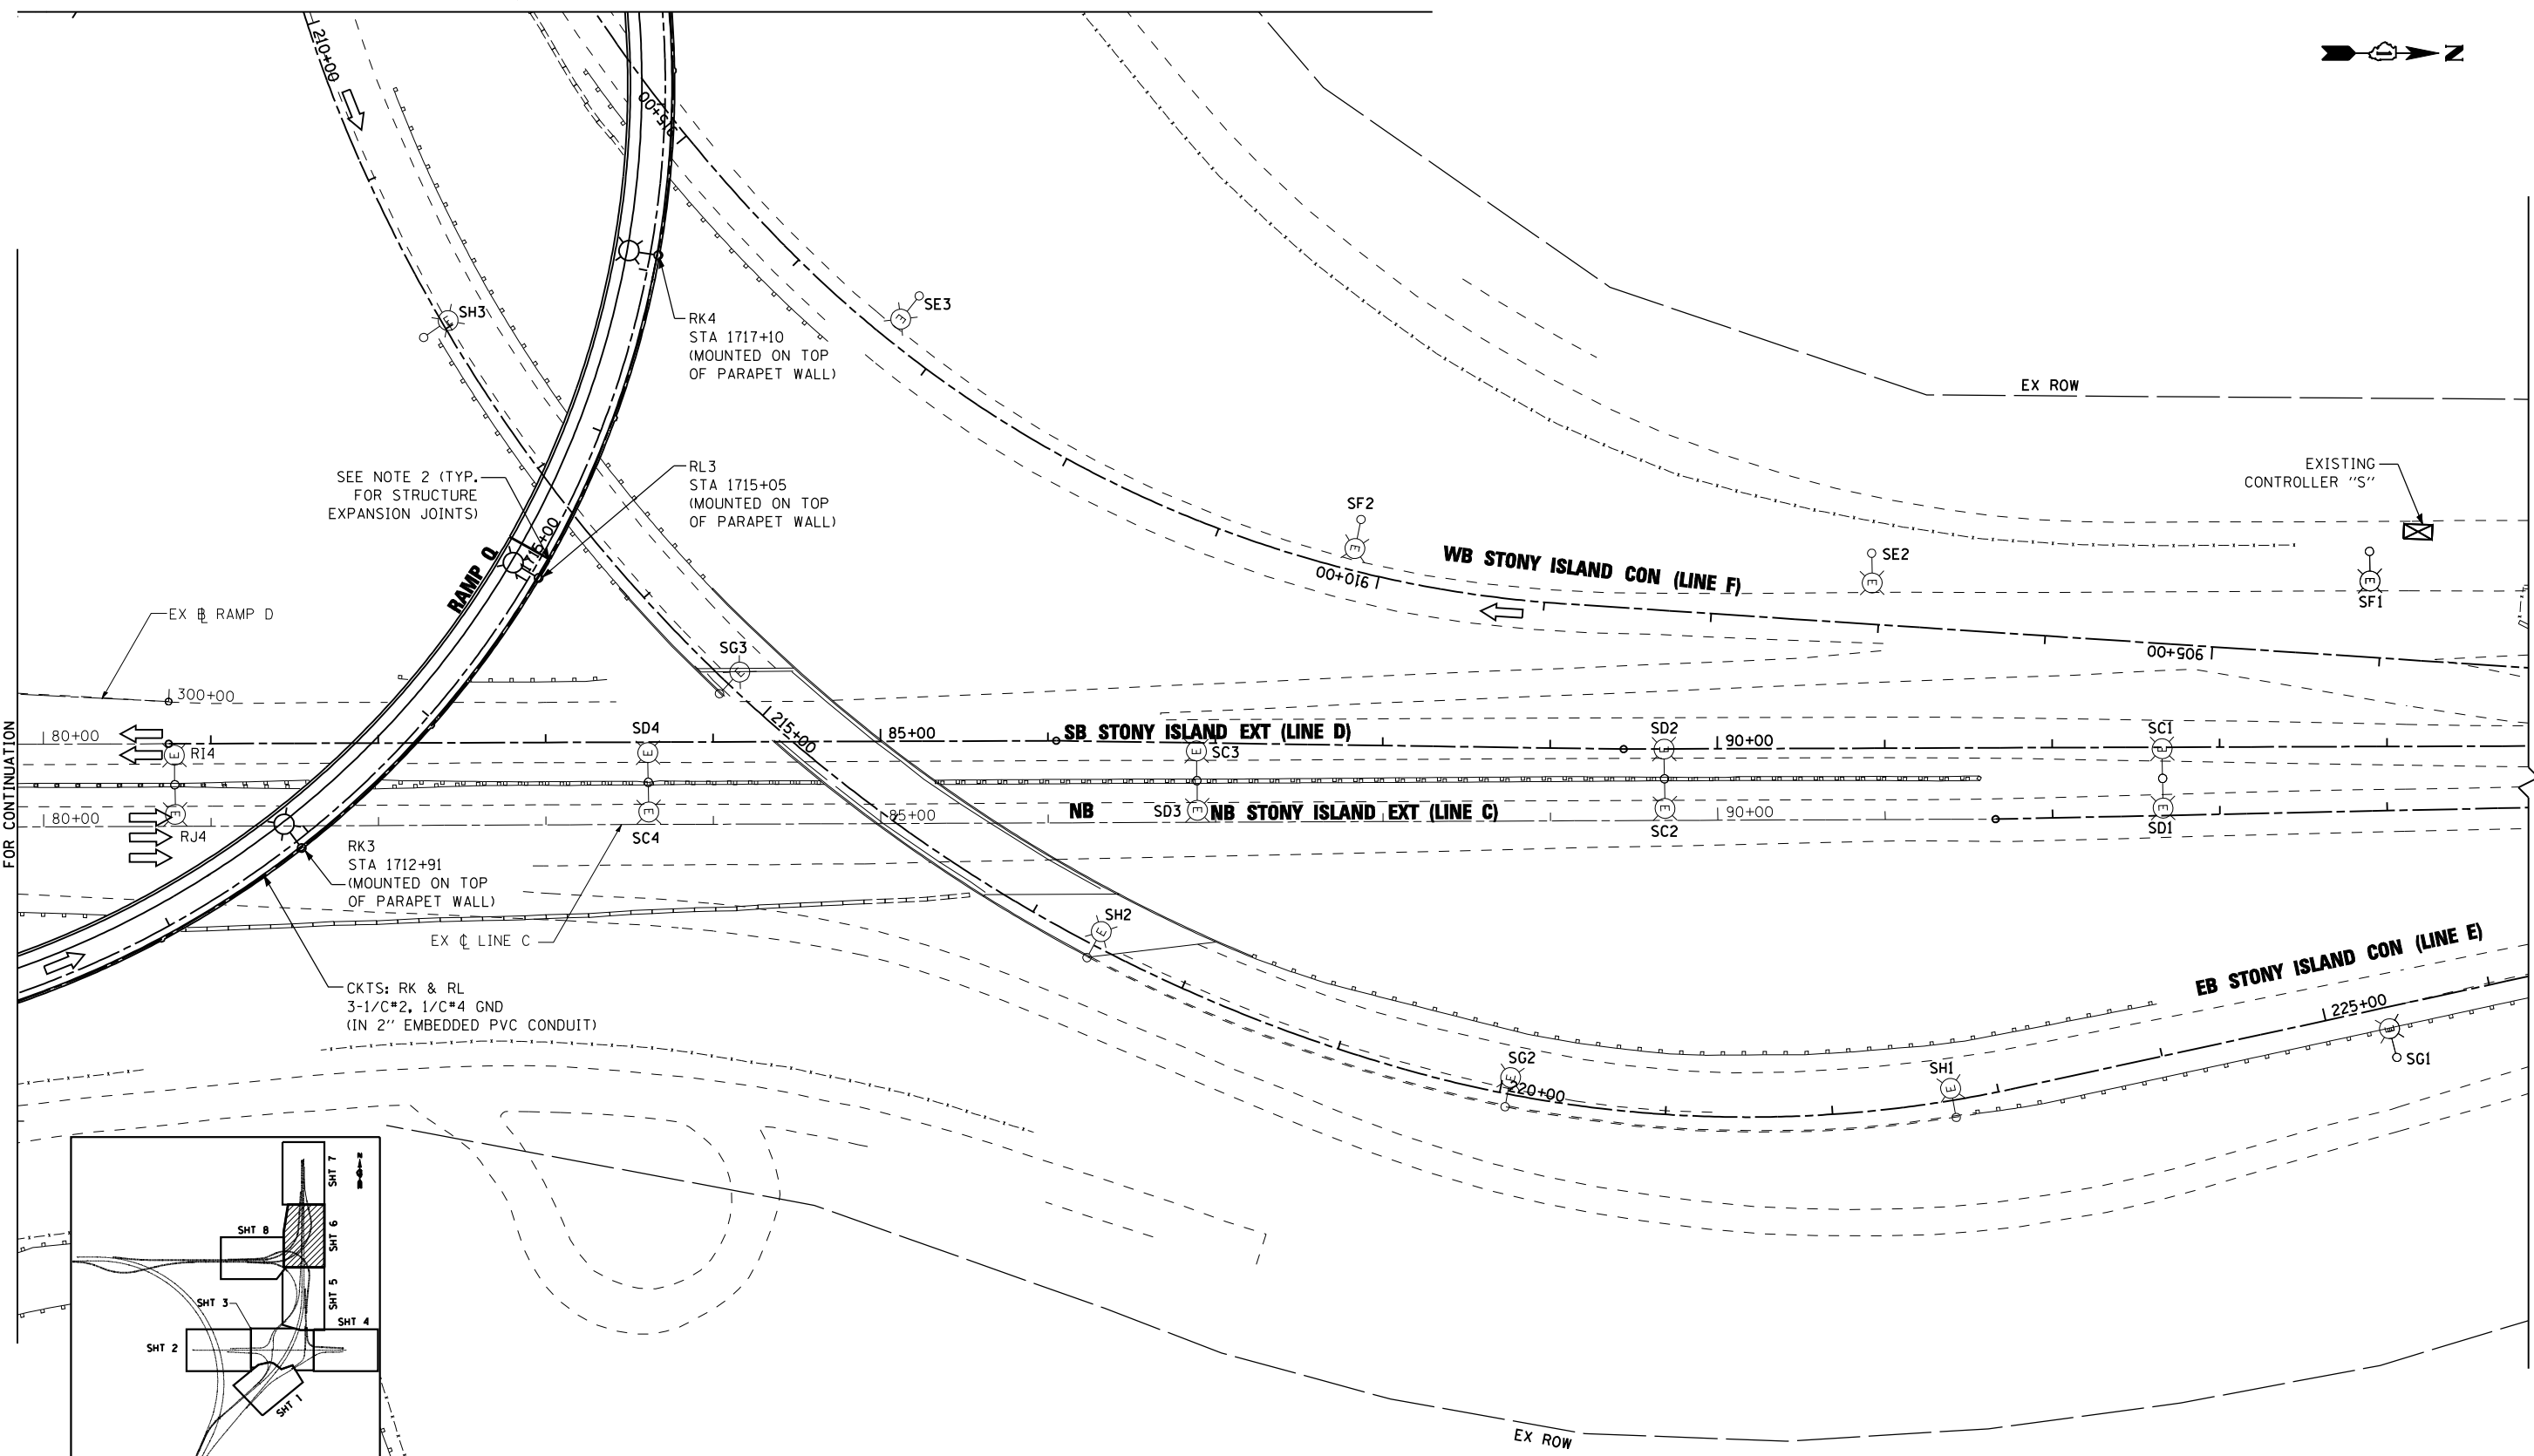 210+00
N
915+00
SH3
SE3
RK4
STA 1717+10
(MOUNTED ON TOP
OF PARAPET WALL)
EX ROW
SEE NOTE 2 (TYP.
FOR STRUCTURE
EXPANSION JOINTS)
RL3
STA 1715+05
(MOUNTED ON TOP
OF PARAPET WALL)
EXISTING
CONTROLLER "S"
1715+00
RAMP Q
SF2
E
910+00
WB STONY ISLAND CON (LINE F)
SE2
SF1
905+00
EX BL RAMP D
SG3
300+00
215+00
FOR CONTINUATION
80+00
RI4
SD4
85+00
SB STONY ISLAND EXT (LINE D)
SC3
SD2
90+00
SC1
80+00
RJ4
SC4
85+00
NB
SD3
NB STONY ISLAND EXT (LINE C)
SC2
90+00
SD1
RK3
STA 1712+91
(MOUNTED ON TOP
OF PARAPET WALL)
EX CL LINE C
SH2
CKTS: RK & RL
3-1/C#2, 1/C#4 GND
(IN 2" EMBEDDED PVC CONDUIT)
EB STONY ISLAND CON (LINE E)
225+00
SG1
SG2
220+00
SH1
SHT 7
N
SHT 6
SHT 8
SHT 5
SHT 3
SHT 4
SHT 2
SHT 1
EX ROW